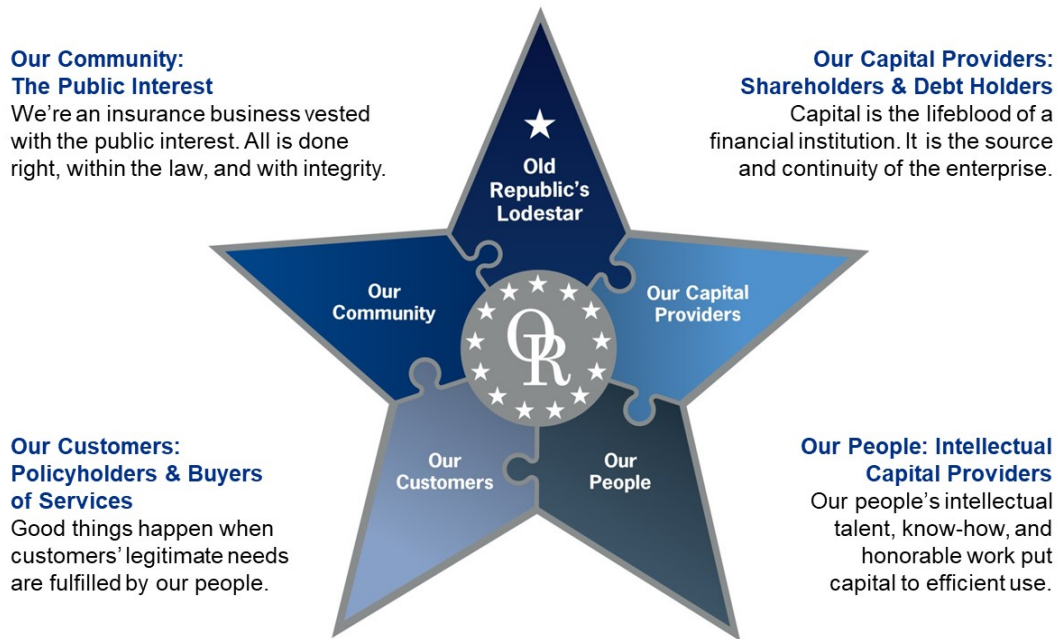 Our Community:
The Public Interest
We’re an insurance business vested
with the public interest. All is done
right, within the law, and with integrity.
Our Capital Providers:
Shareholders & Debt Holders
Capital is the lifeblood of a
financial institution. It is the source
and continuity of the enterprise.
Old
Republic’s
Lodestar
Our
Community
Our Capital
Providers
OR
Our
Customers
Our
People
Our Customers:
Policyholders & Buyers
of Services
Good things happen when
customers’ legitimate needs
are fulfilled by our people.
Our People: Intellectual
Capital Providers
Our people’s intellectual
talent, know-how, and
honorable work put
capital to efficient use.